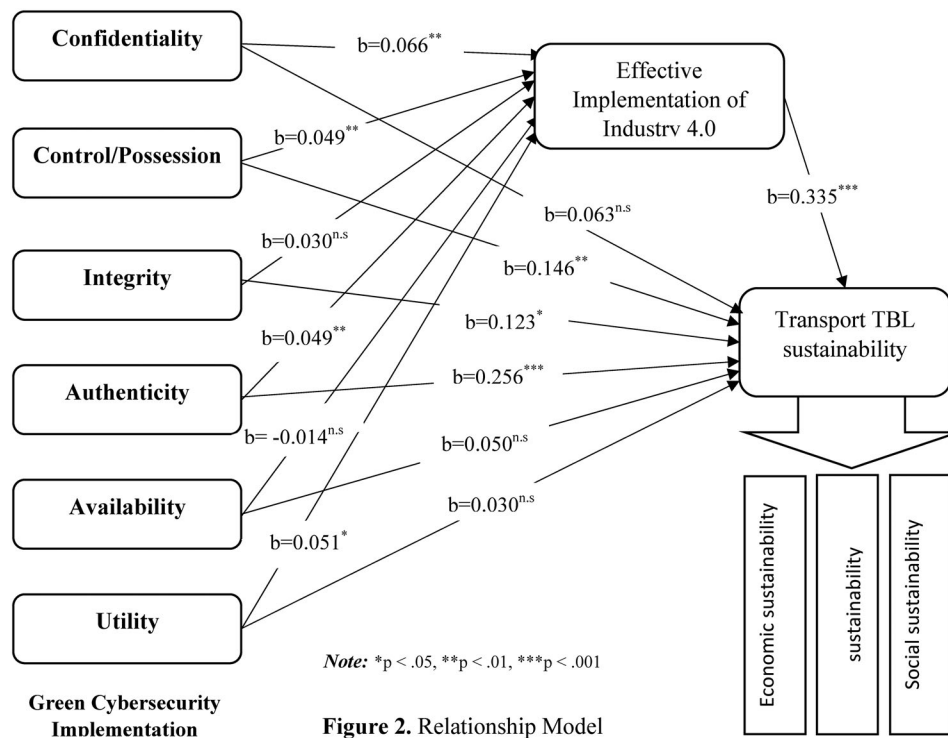 Confidentiality
Control/Possession
Integrity
Authenticity
Availability
Utility
Green Cybersecurity
Implementation
b=0.066**
b=0.049**
b=0.030n.s
b=0.049**
b= -0.014n.s
b=0.051*
Effective
Implementation of
Industry 4.0
b=0.335***
b=0.063n.s
b=0.146**
b=0.123*
b=0.256***
b=0.050n.s
b=0.030n.s
Transport TBL
sustainability
Economic sustainability
sustainability
Social sustainability
Note: *p < .05, **p < .01, ***p < .001
Figure 2. Relationship Model